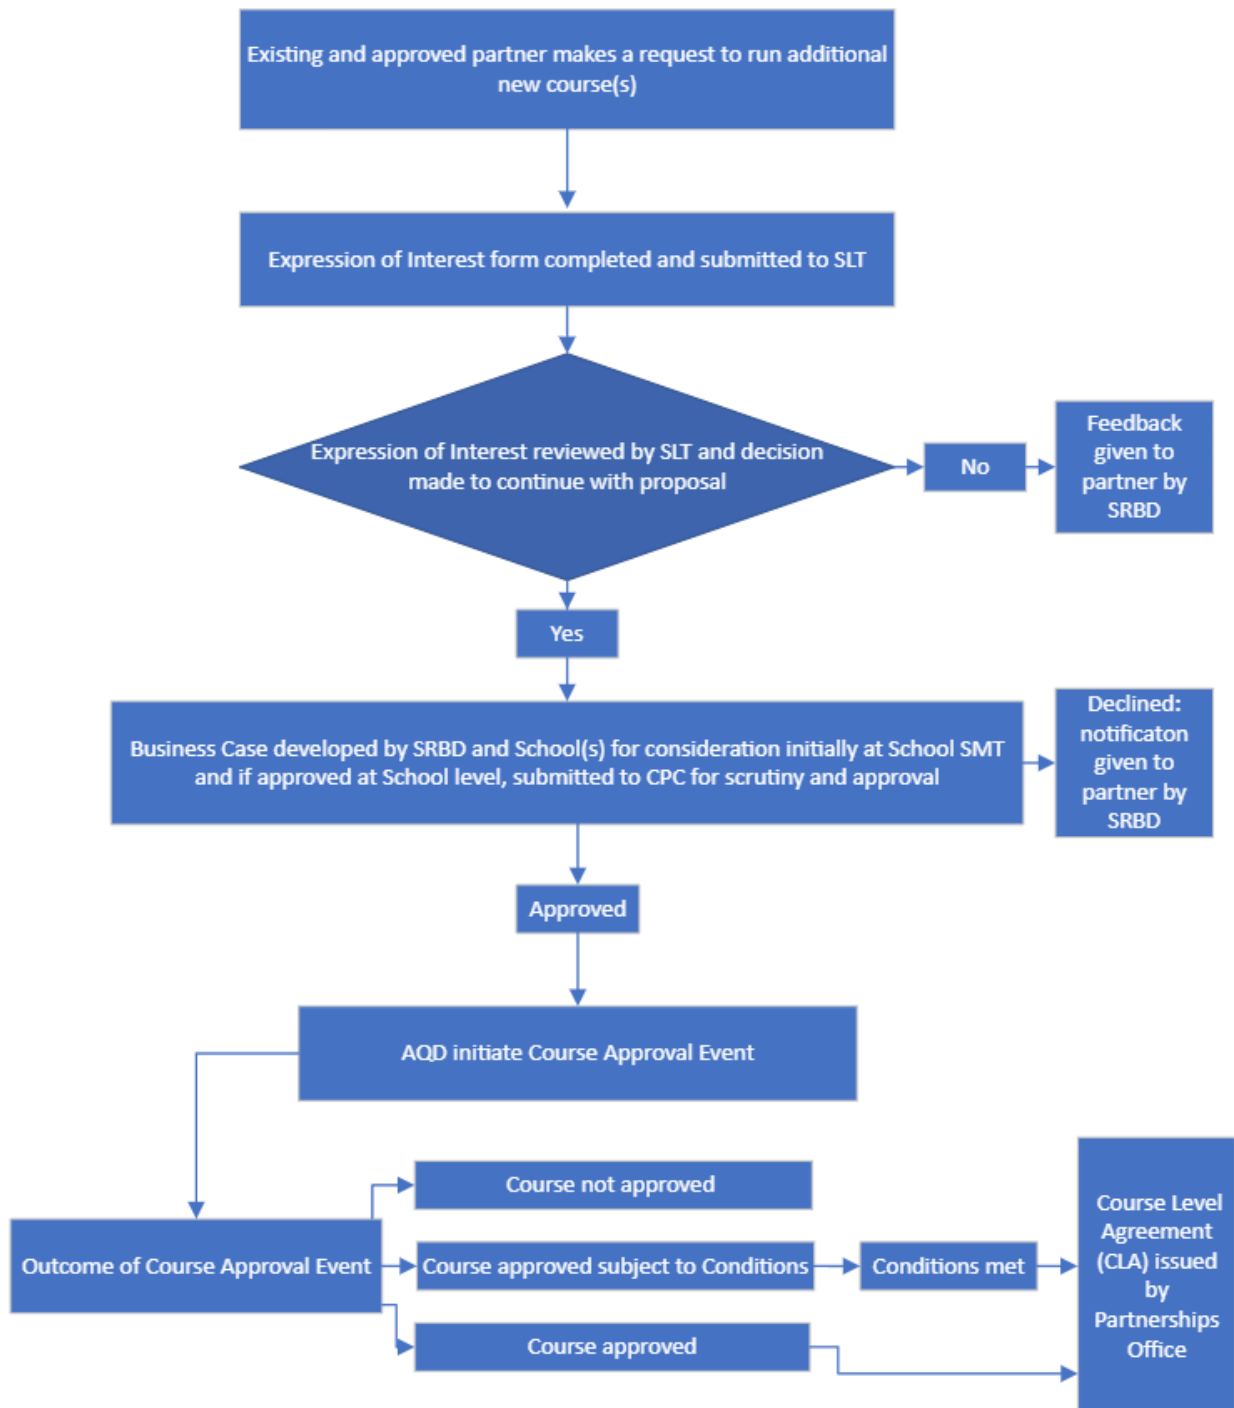 Existing and approved partner makes a request to run additional
new course(s)
Expression of Interest form completed and submitted to SLT
Expression of Interest reviewed by SLT and decision
made to continue with proposal
No
Feedback
given to
partner by
SRBD
Yes
Business Case developed by SRBD and School(s) for consideration initially at School SMT
and if approved at School level, submitted to CPC for scrutiny and approval
Declined:
notificaton
given to
partner by
SRBD
Approved
AQD initiate Course Approval Event
Outcome of Course Approval Event
Course not approved
Course approved subject to Conditions
Conditions met
Course approved
Course Level
Agreement
(CLA) issued
by
Partnerships
Office